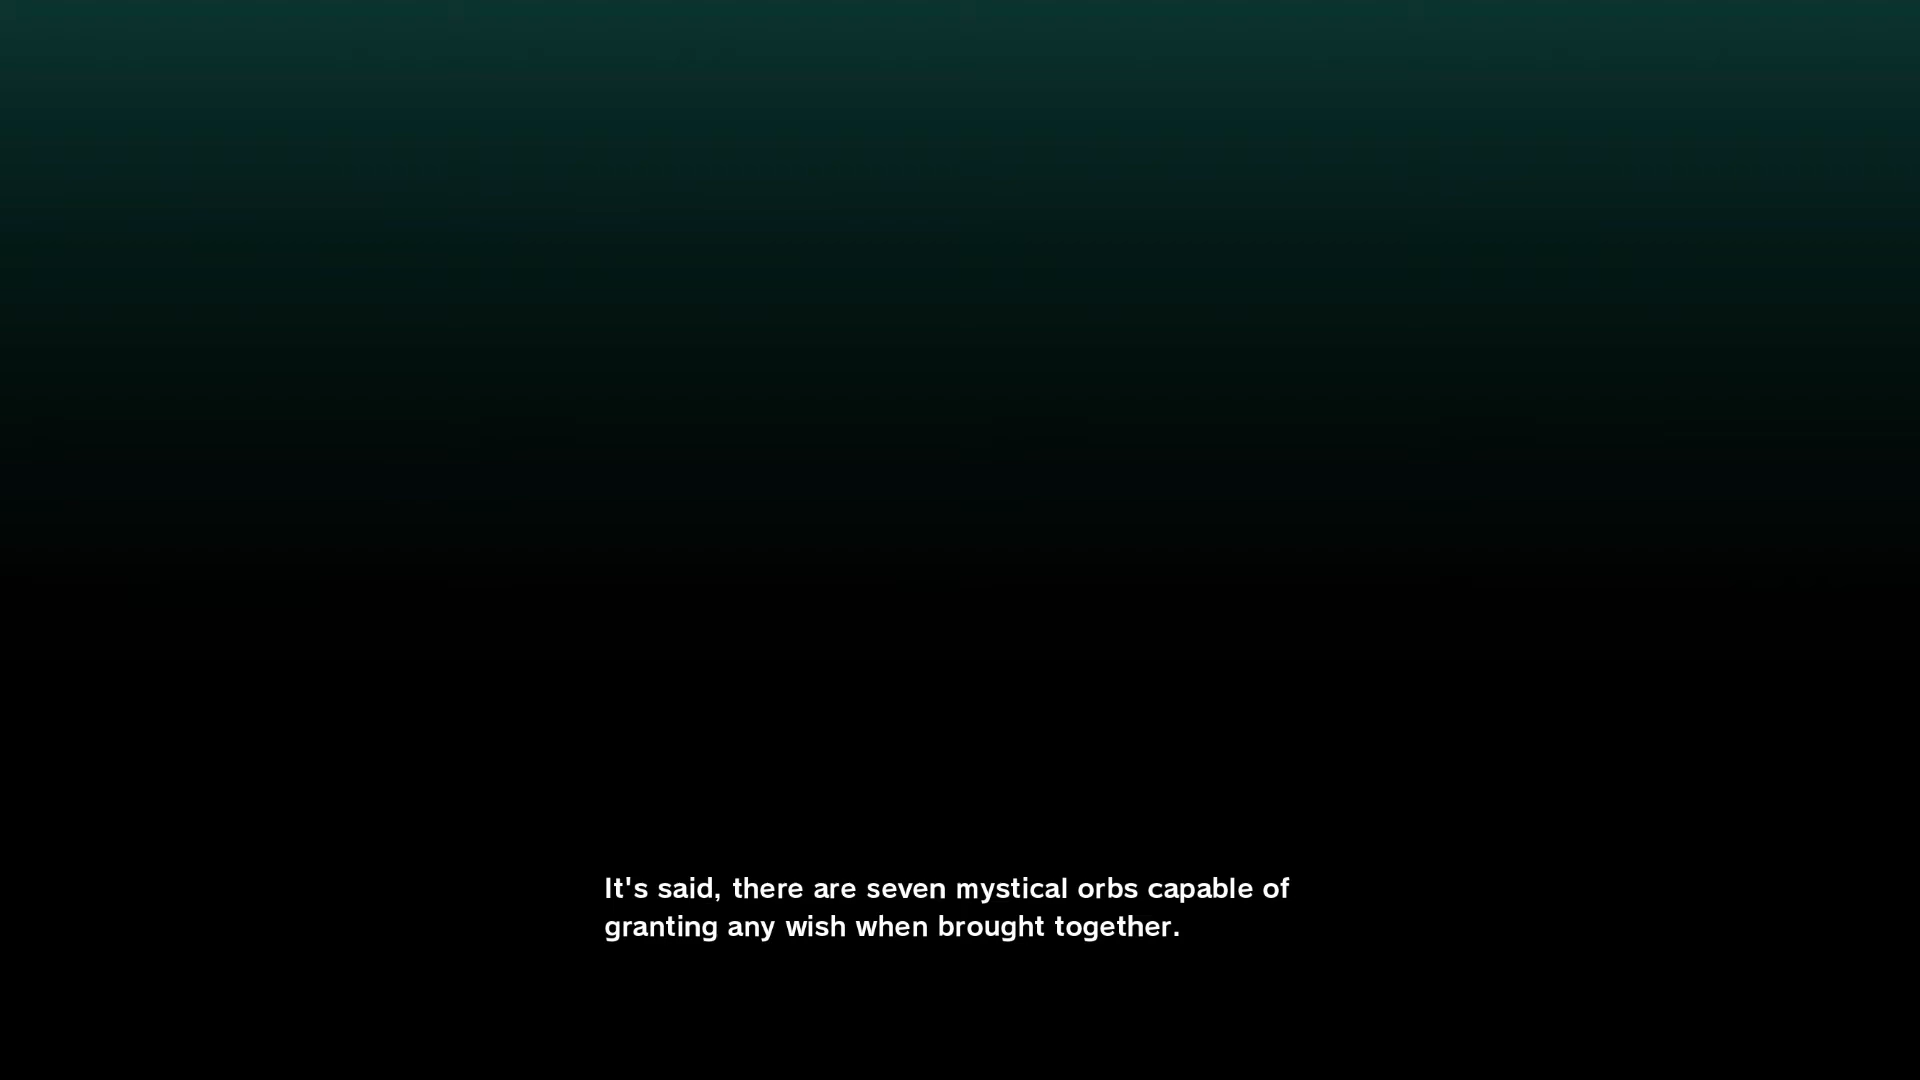 It's said, there are seven mystical orbs capable of
granting any wish when brought together.